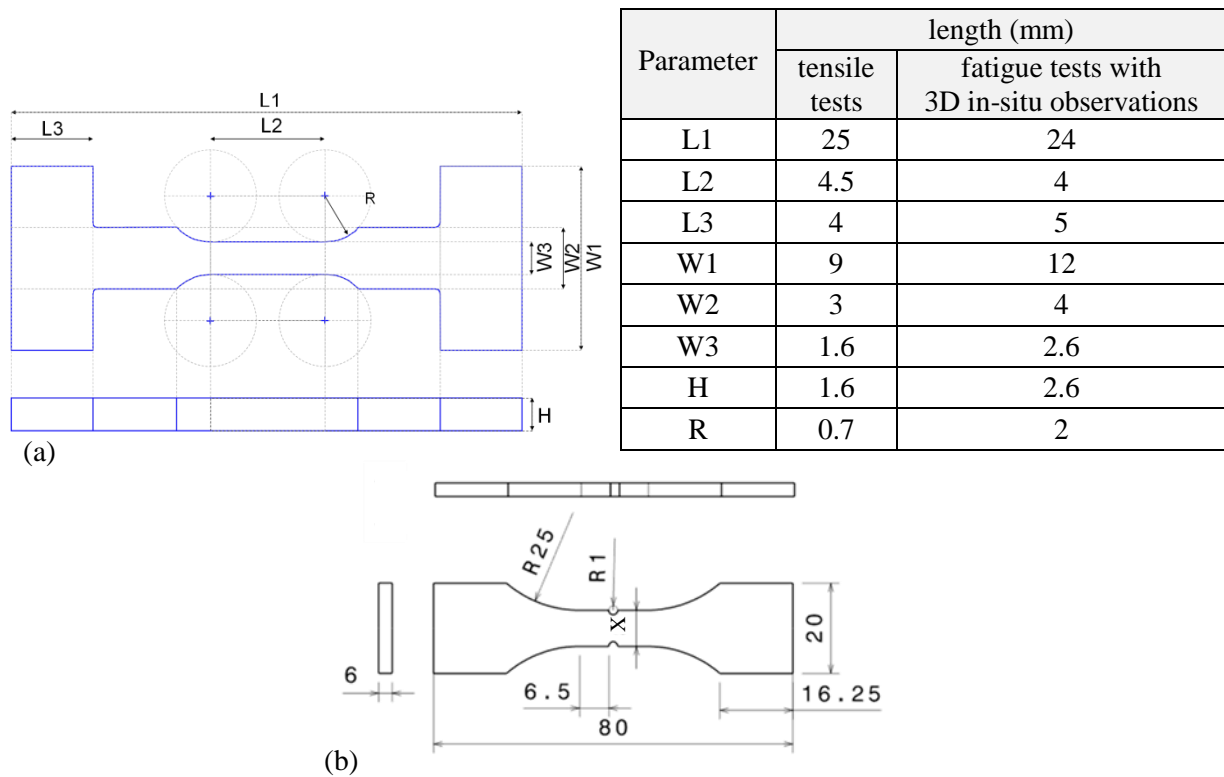 L1
L3
L2
R
W3
W2
W1
H
(a)
Parameter
length (mm)
tensile tests
fatigue tests with 3D in-situ observations
L1 25 24
L2 4.5 4
L3 4 5
W1 9 12
W2 3 4
W3 1.6 2.6
H 1.6 2.6
R 0.7 2
R25
R1
X
20
6
6.5
16.25
80
(b)